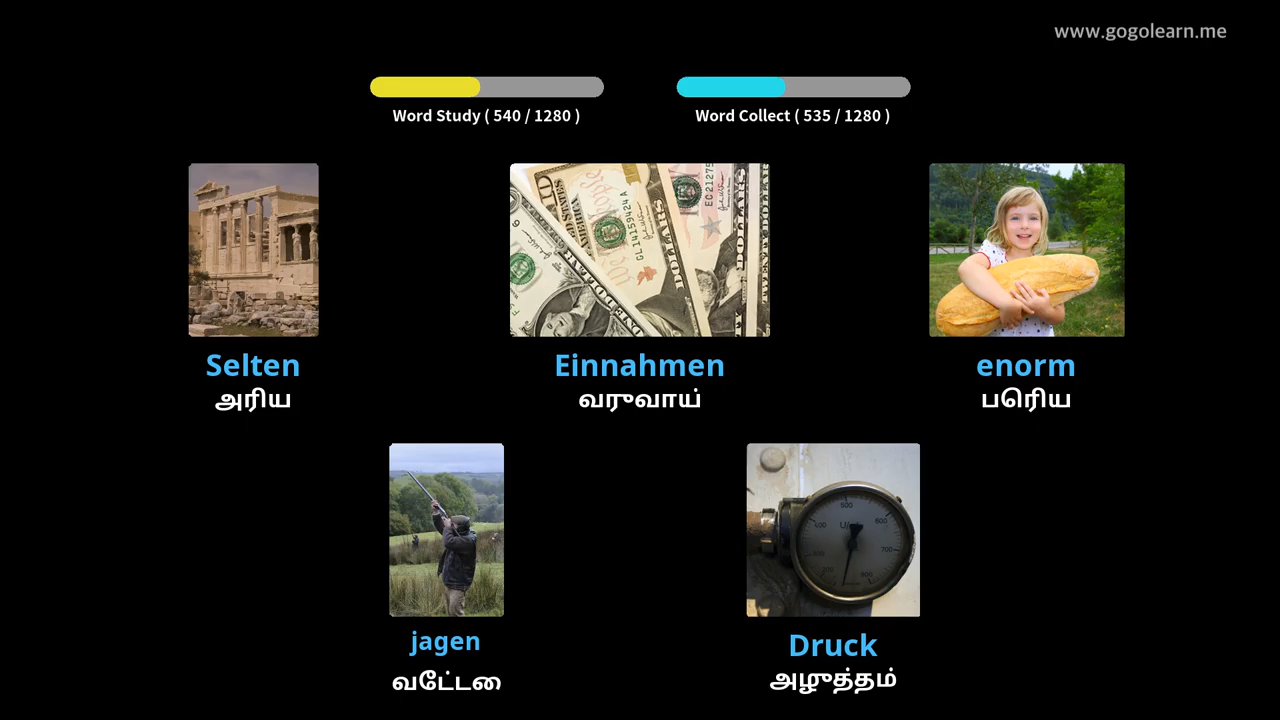 www.gogolearn.me
Word Study ( 540 / 1280 )
Word Collect ( 535 / 1280 )
Selten
அரிய
Einnahmen
வருவாய்
enorm
பெரிய
jagen
வேட்டை
Druck
அழுத்தம்